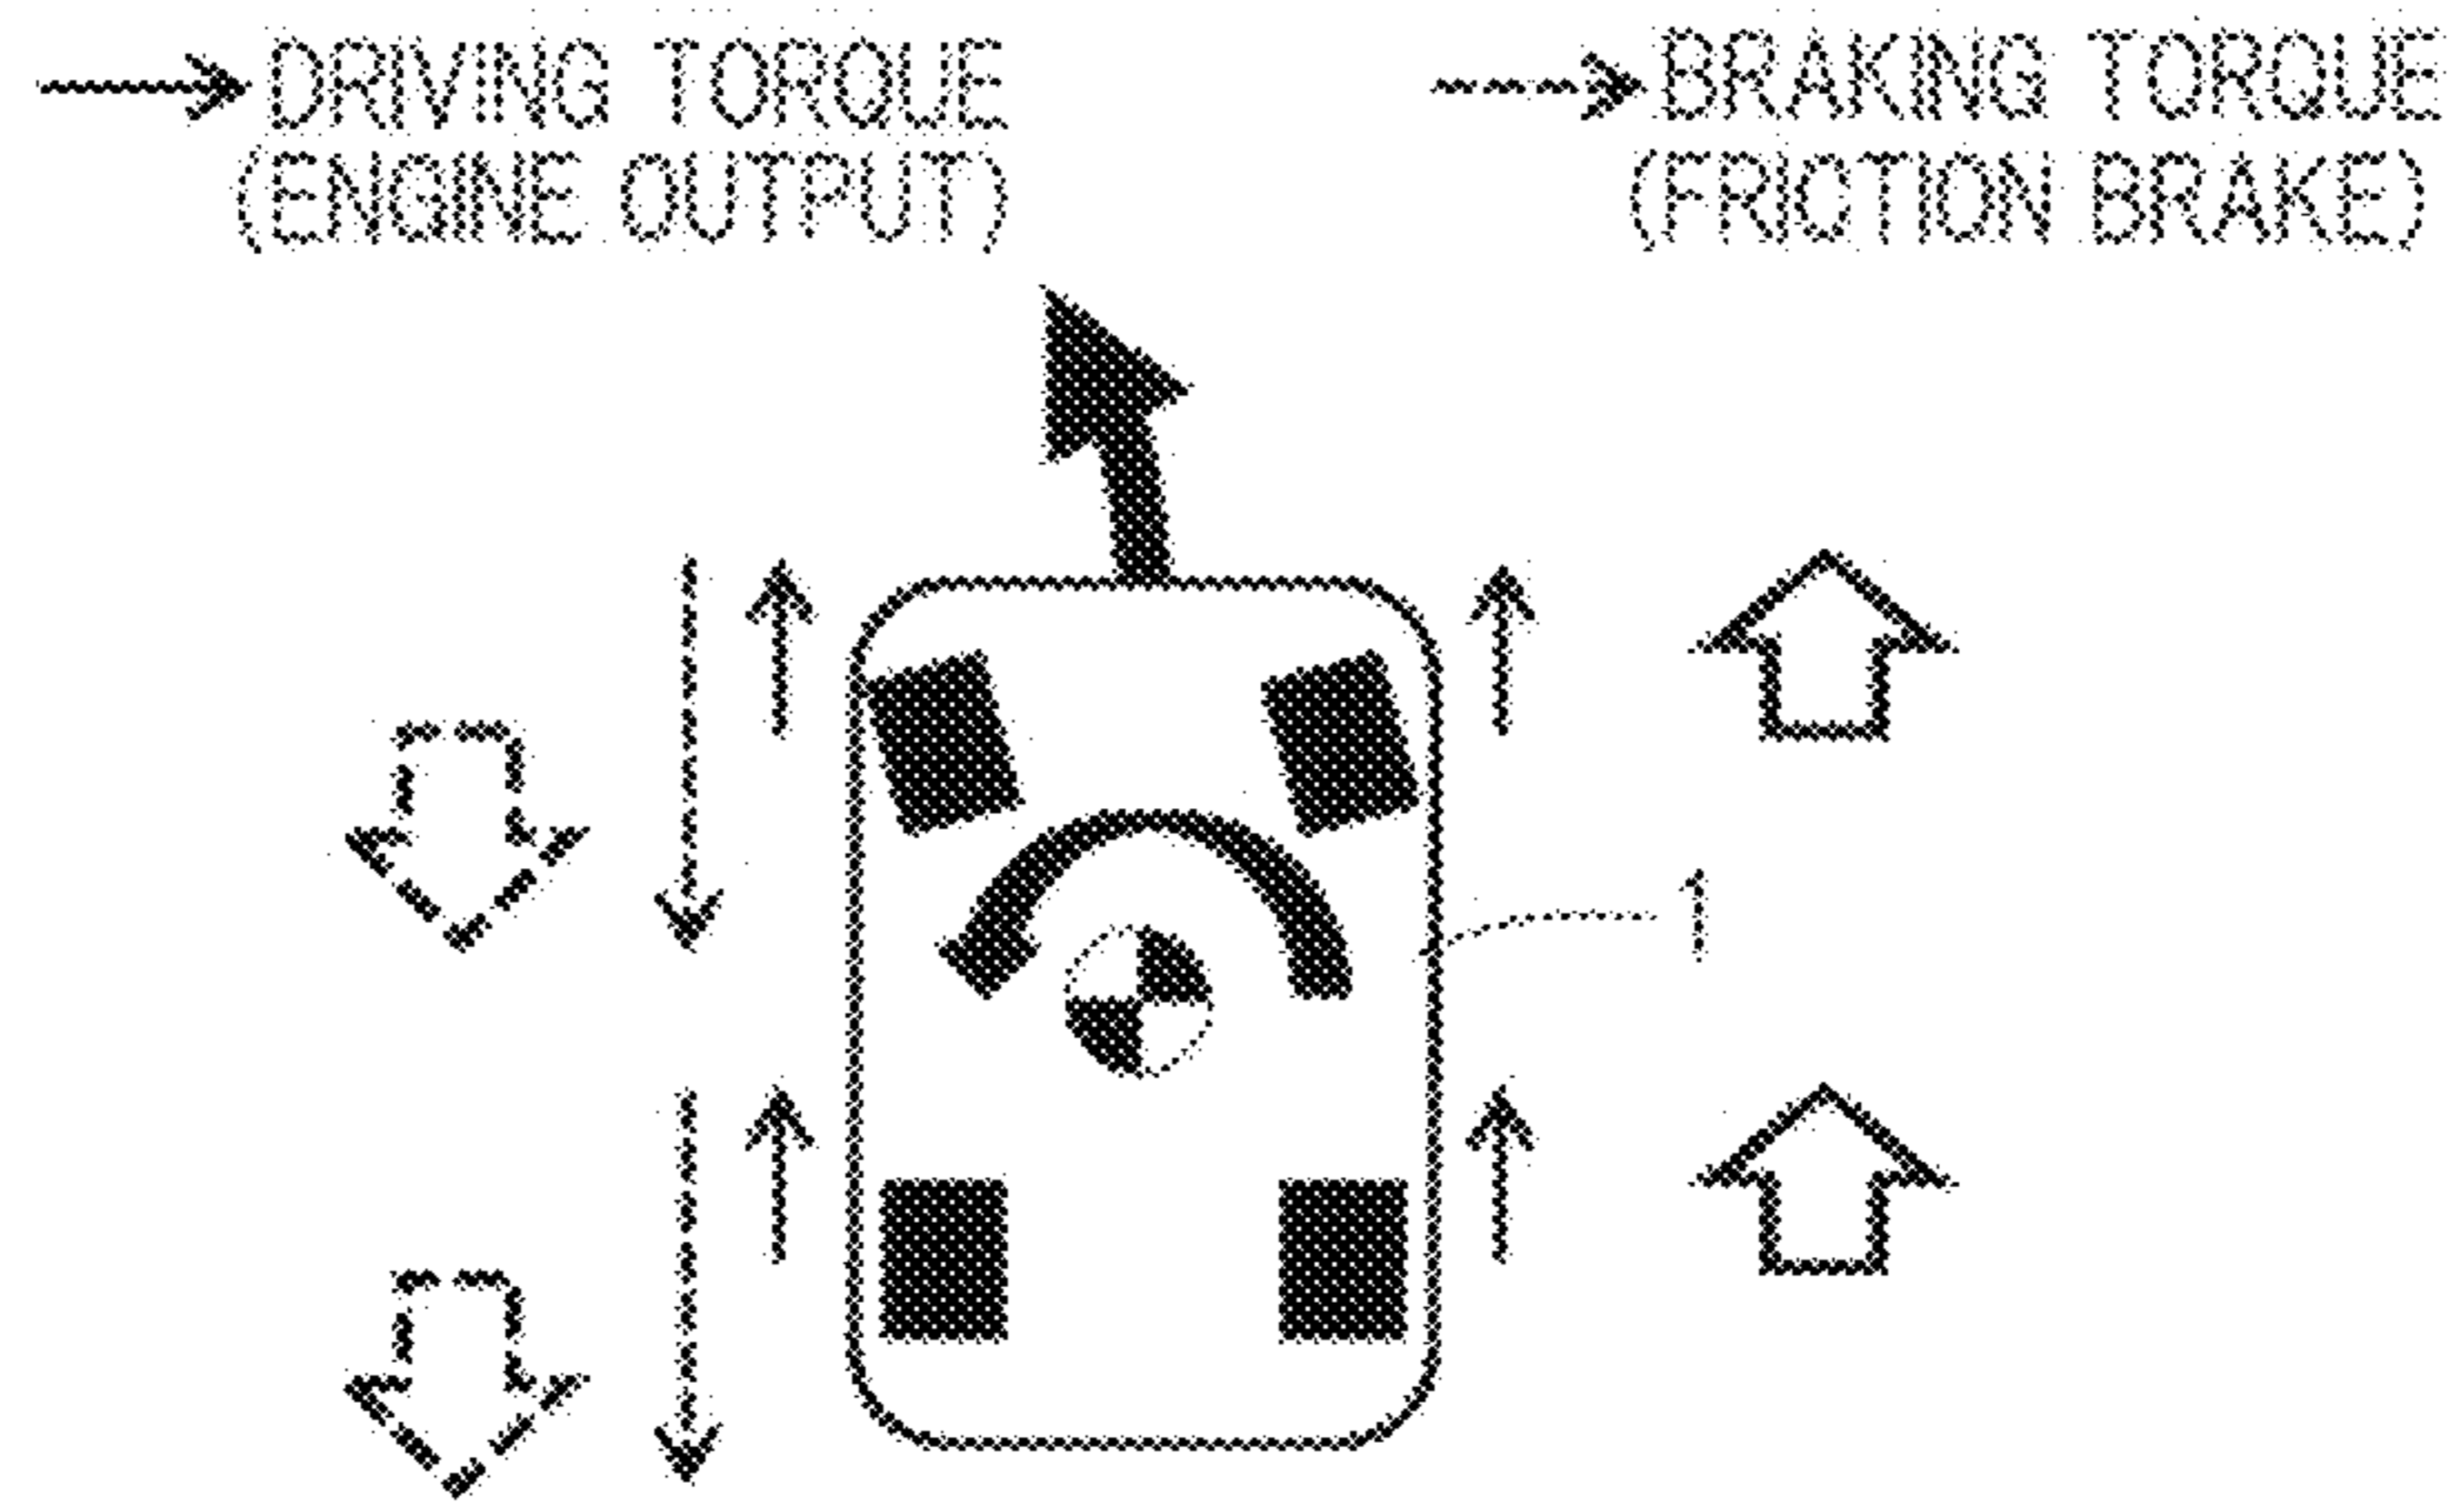 DRIVING TORQUE
(ENGINE OUTPUT)
BRAKING TORQUE
(FRICTION BRAKE)
1